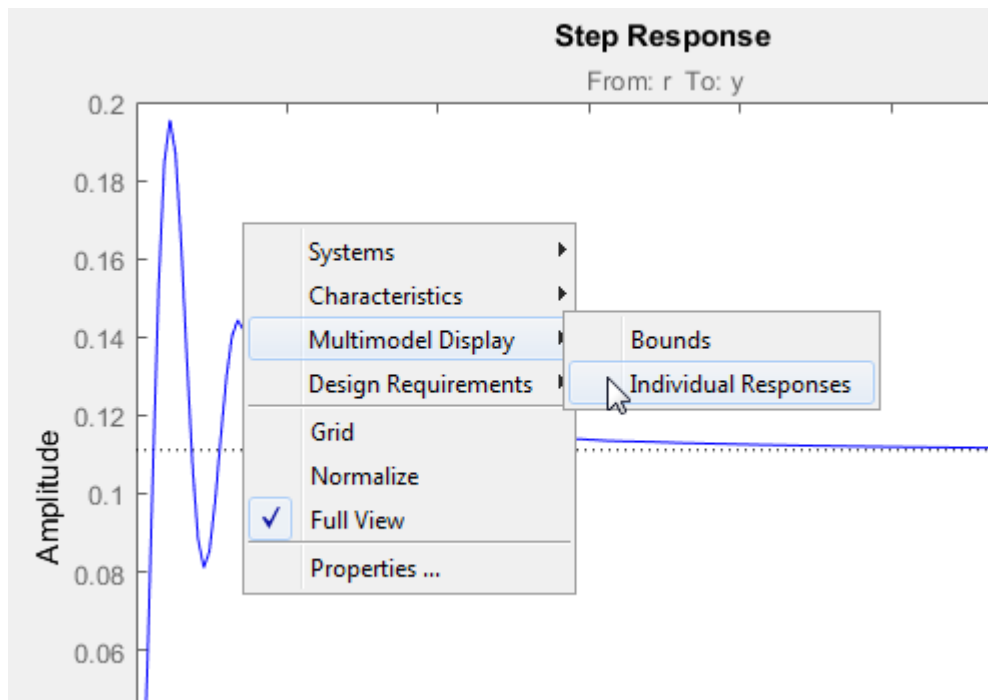 Step Response
From: r To: y
0.2
0.18
0.16
0.14
0.12
0.1
0.08
0.06
Amplitude
Systems
Characteristics
Multimodel Display
Design Requirements
Grid
Normalize
Full View
Properties ...
Bounds
Individual Responses